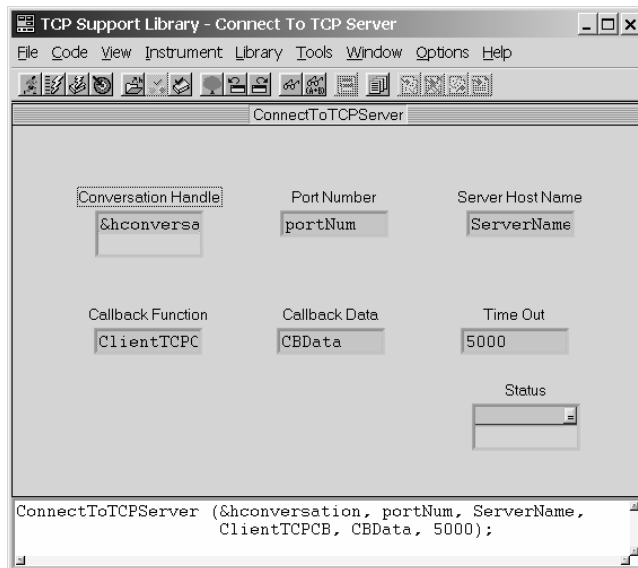 TCP Support Library - Connect To TCP Server
File Code View Instrument Library Tools Window Options Help
ConnectToTCPServer
Conversation Handle Port Number Server Host Name
&hconversa portNum ServerName
Callback Function Callback Data Time Out
ClientTCPC CBData 5000
Status
ConnectToTCPServer (&hconversation, portNum, ServerName,
ClientTCPCB, CBData, 5000);